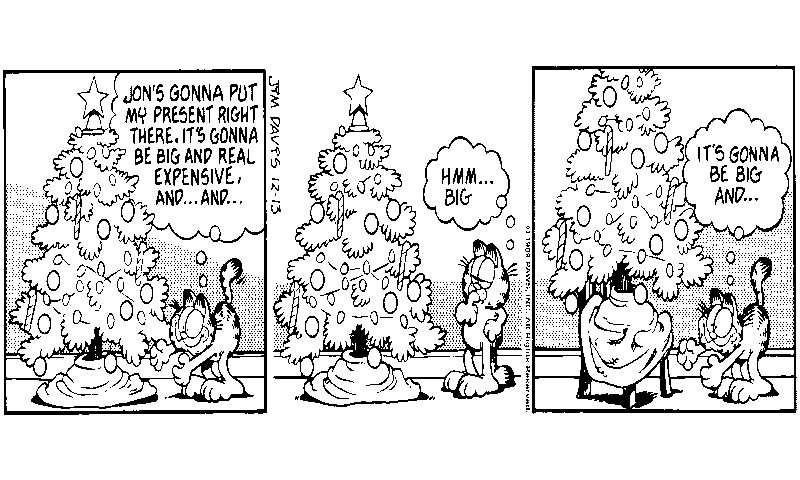 JON'S GONNA PUT
MY PRESENT RIGHT
THERE. IT'S GONNA
BE BIG AND REAL
EXPENSIVE,
AND...AND...
JIM DAVIS 12-13
HMM...
BIG
IT'S GONNA
BE BIG
AND...